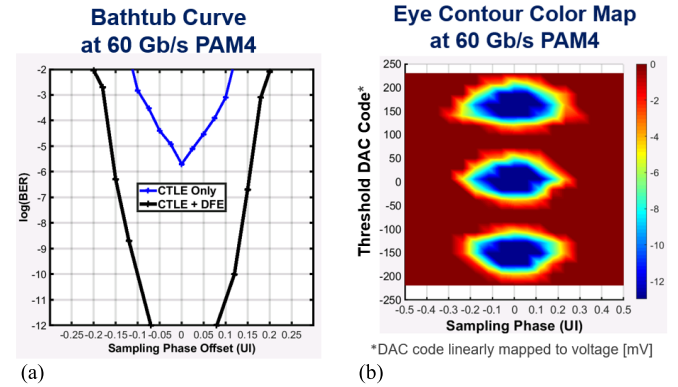 Bathtub Curve
at 60 Gb/s PAM4
-2
-3
-4
-5
-6
-7
-8
-9
-10
-11
-12
log(BER)
CTLE Only
CTLE + DFE
-0.25 -0.2 -0.15 -0.1 -0.05 0 0.05 0.1 0.15 0.2 0.25
Sampling Phase Offset (UI)
(a)
Eye Contour Color Map
at 60 Gb/s PAM4
250
200
150
100
50
0
-50
-100
-150
-200
-250
Threshold DAC Code*
-0.5 -0.4 -0.3 -0.2 -0.1 0 0.1 0.2 0.3 0.4 0.5
Sampling Phase (UI)
0
-2
-4
-6
-8
-10
-12
*DAC code linearly mapped to voltage [mV]
(b)